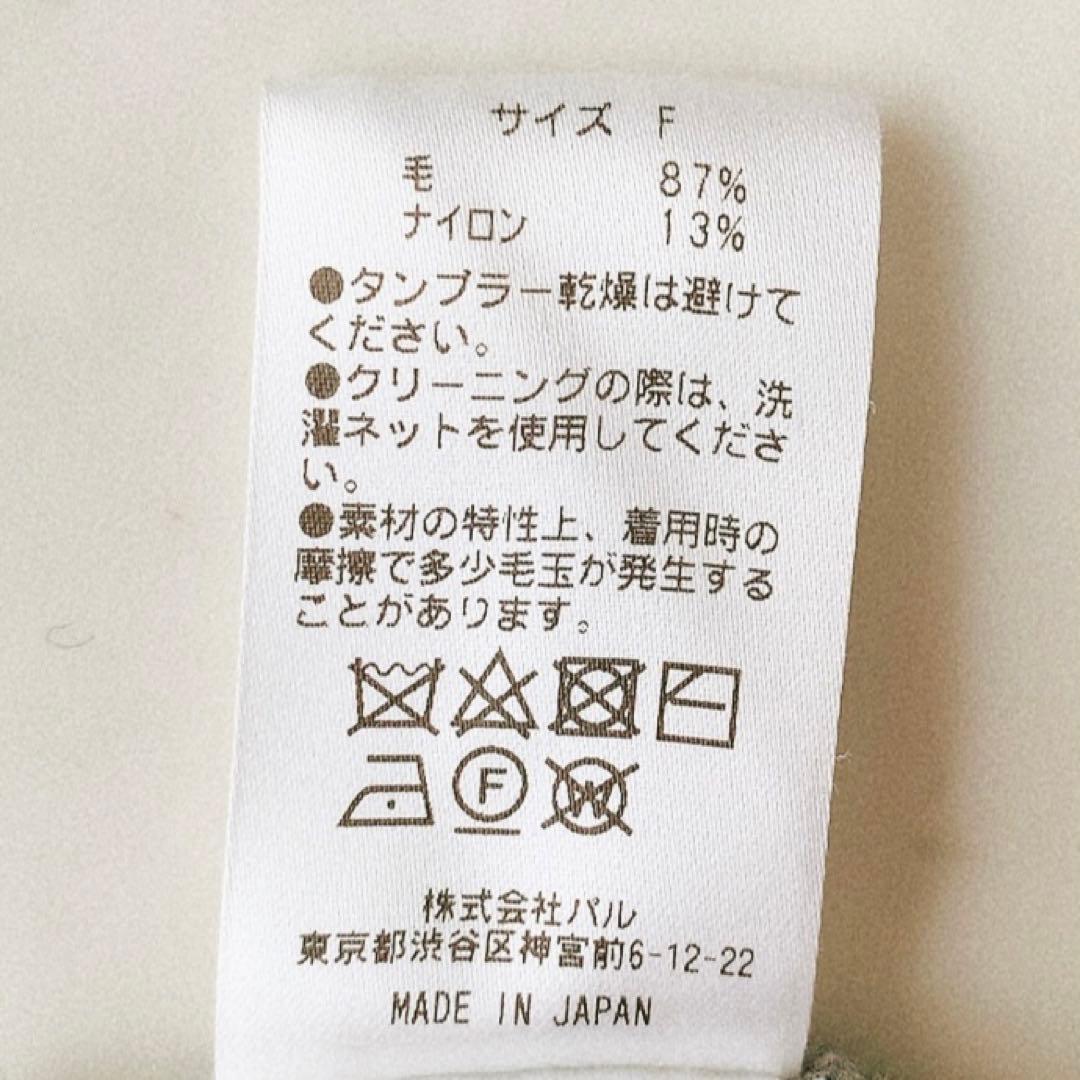 サイズ F
毛 87%
ナイロン 13%
●タンブラー乾燥は避けて
ください。
●クリーニングの際は、洗
濯ネットを使用してくださ
い。
●素材の特性上、着用時の
摩擦で多少毛玉が発生する
ことがあります。
F W
株式会社パル
東京都渋谷区神宮前6-12-22
MADE IN JAPAN